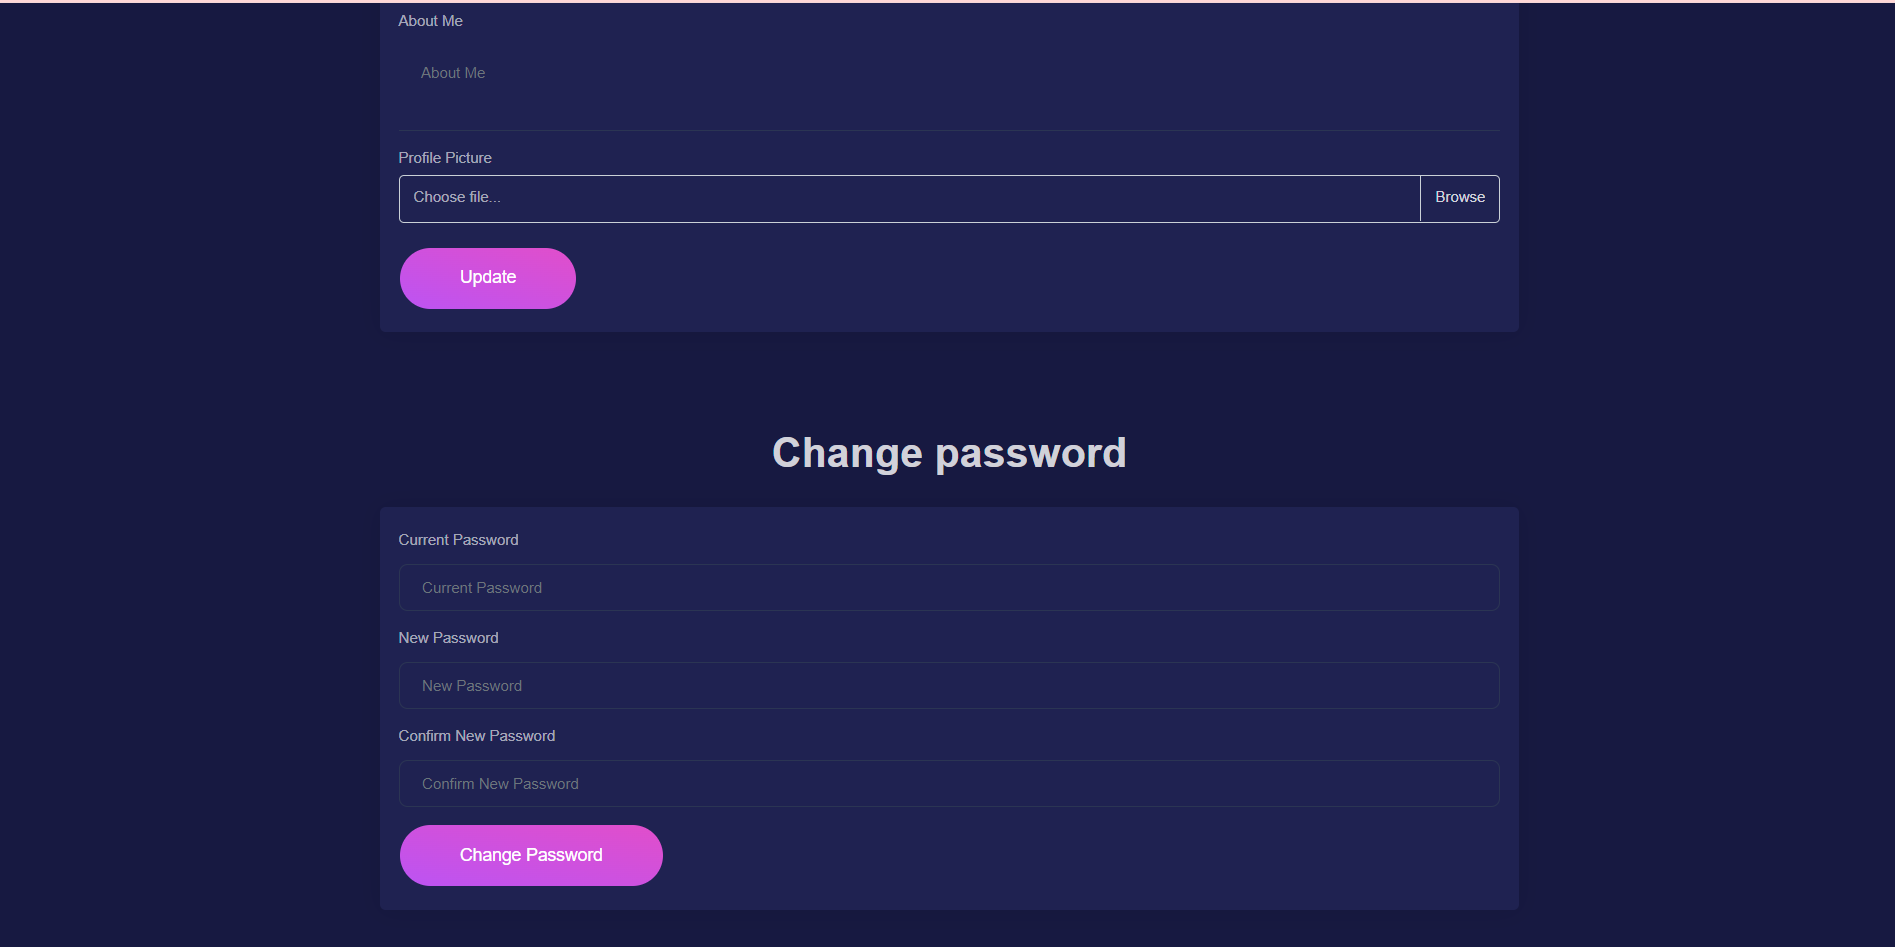 About Me
About Me
Profile Picture
Choose file...
Browse
Update
Change password
Current Password
Current Password
New Password
New Password
Confirm New Password
Confirm New Password
Change Password